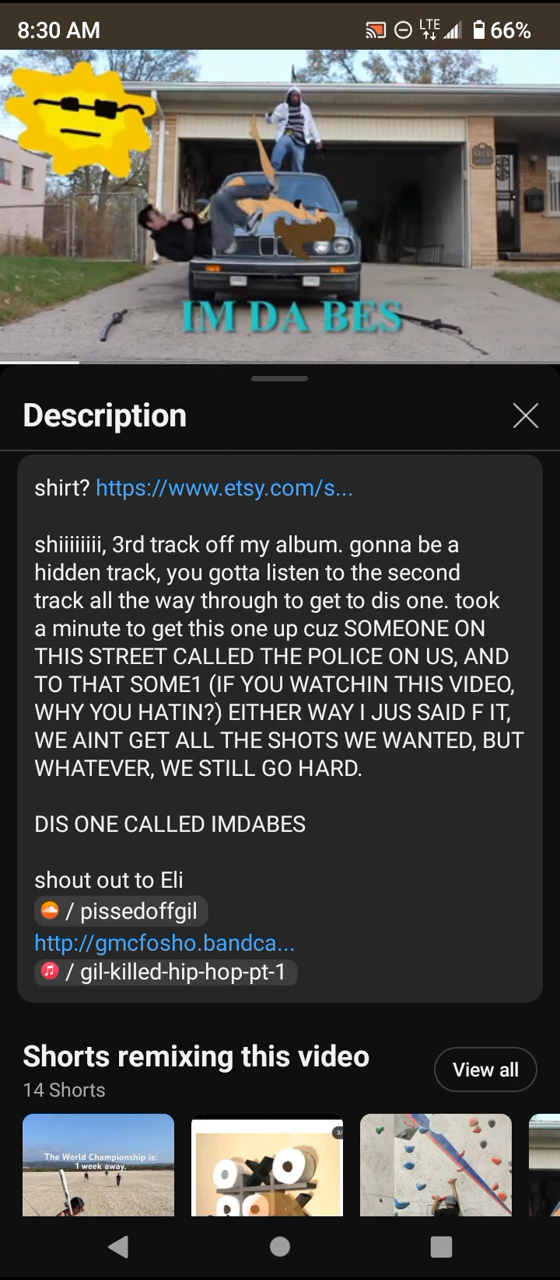 8:30 AM LTE 66%
IM DA BES
Description
shirt? https://www.etsy.com/s...
shiiiiiiii, 3rd track off my album. gonna be a
hidden track, you gotta listen to the second
track all the way through to get to dis one. took
a minute to get this one up cuz SOMEONE ON
THIS STREET CALLED THE POLICE ON US, AND
TO THAT SOME1 (IF YOU WATCHIN THIS VIDEO,
WHY YOU HATIN?) EITHER WAY I JUS SAID F IT,
WE AINT GET ALL THE SHOTS WE WANTED, BUT
WHATEVER, WE STILL GO HARD.
DIS ONE CALLED IMDABES
shout out to Eli
/ pissedoffgil
http://gmcfosho.bandca...
/ gil-killed-hip-hop-pt-1
Shorts remixing this video
View all
14 Shorts
The World Championship is:
1 week away.